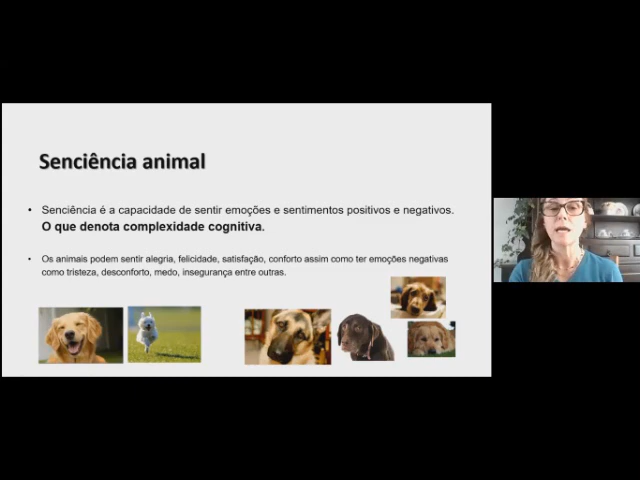 Senciência animal
• Senciência é a capacidade de sentir emoções e sentimentos positivos e negativos.
O que denota complexidade cognitiva.
• Os animais podem sentir alegria, felicidade, satisfação, conforto assim como ter emoções negativas
como tristeza, desconforto, medo, insegurança entre outras.